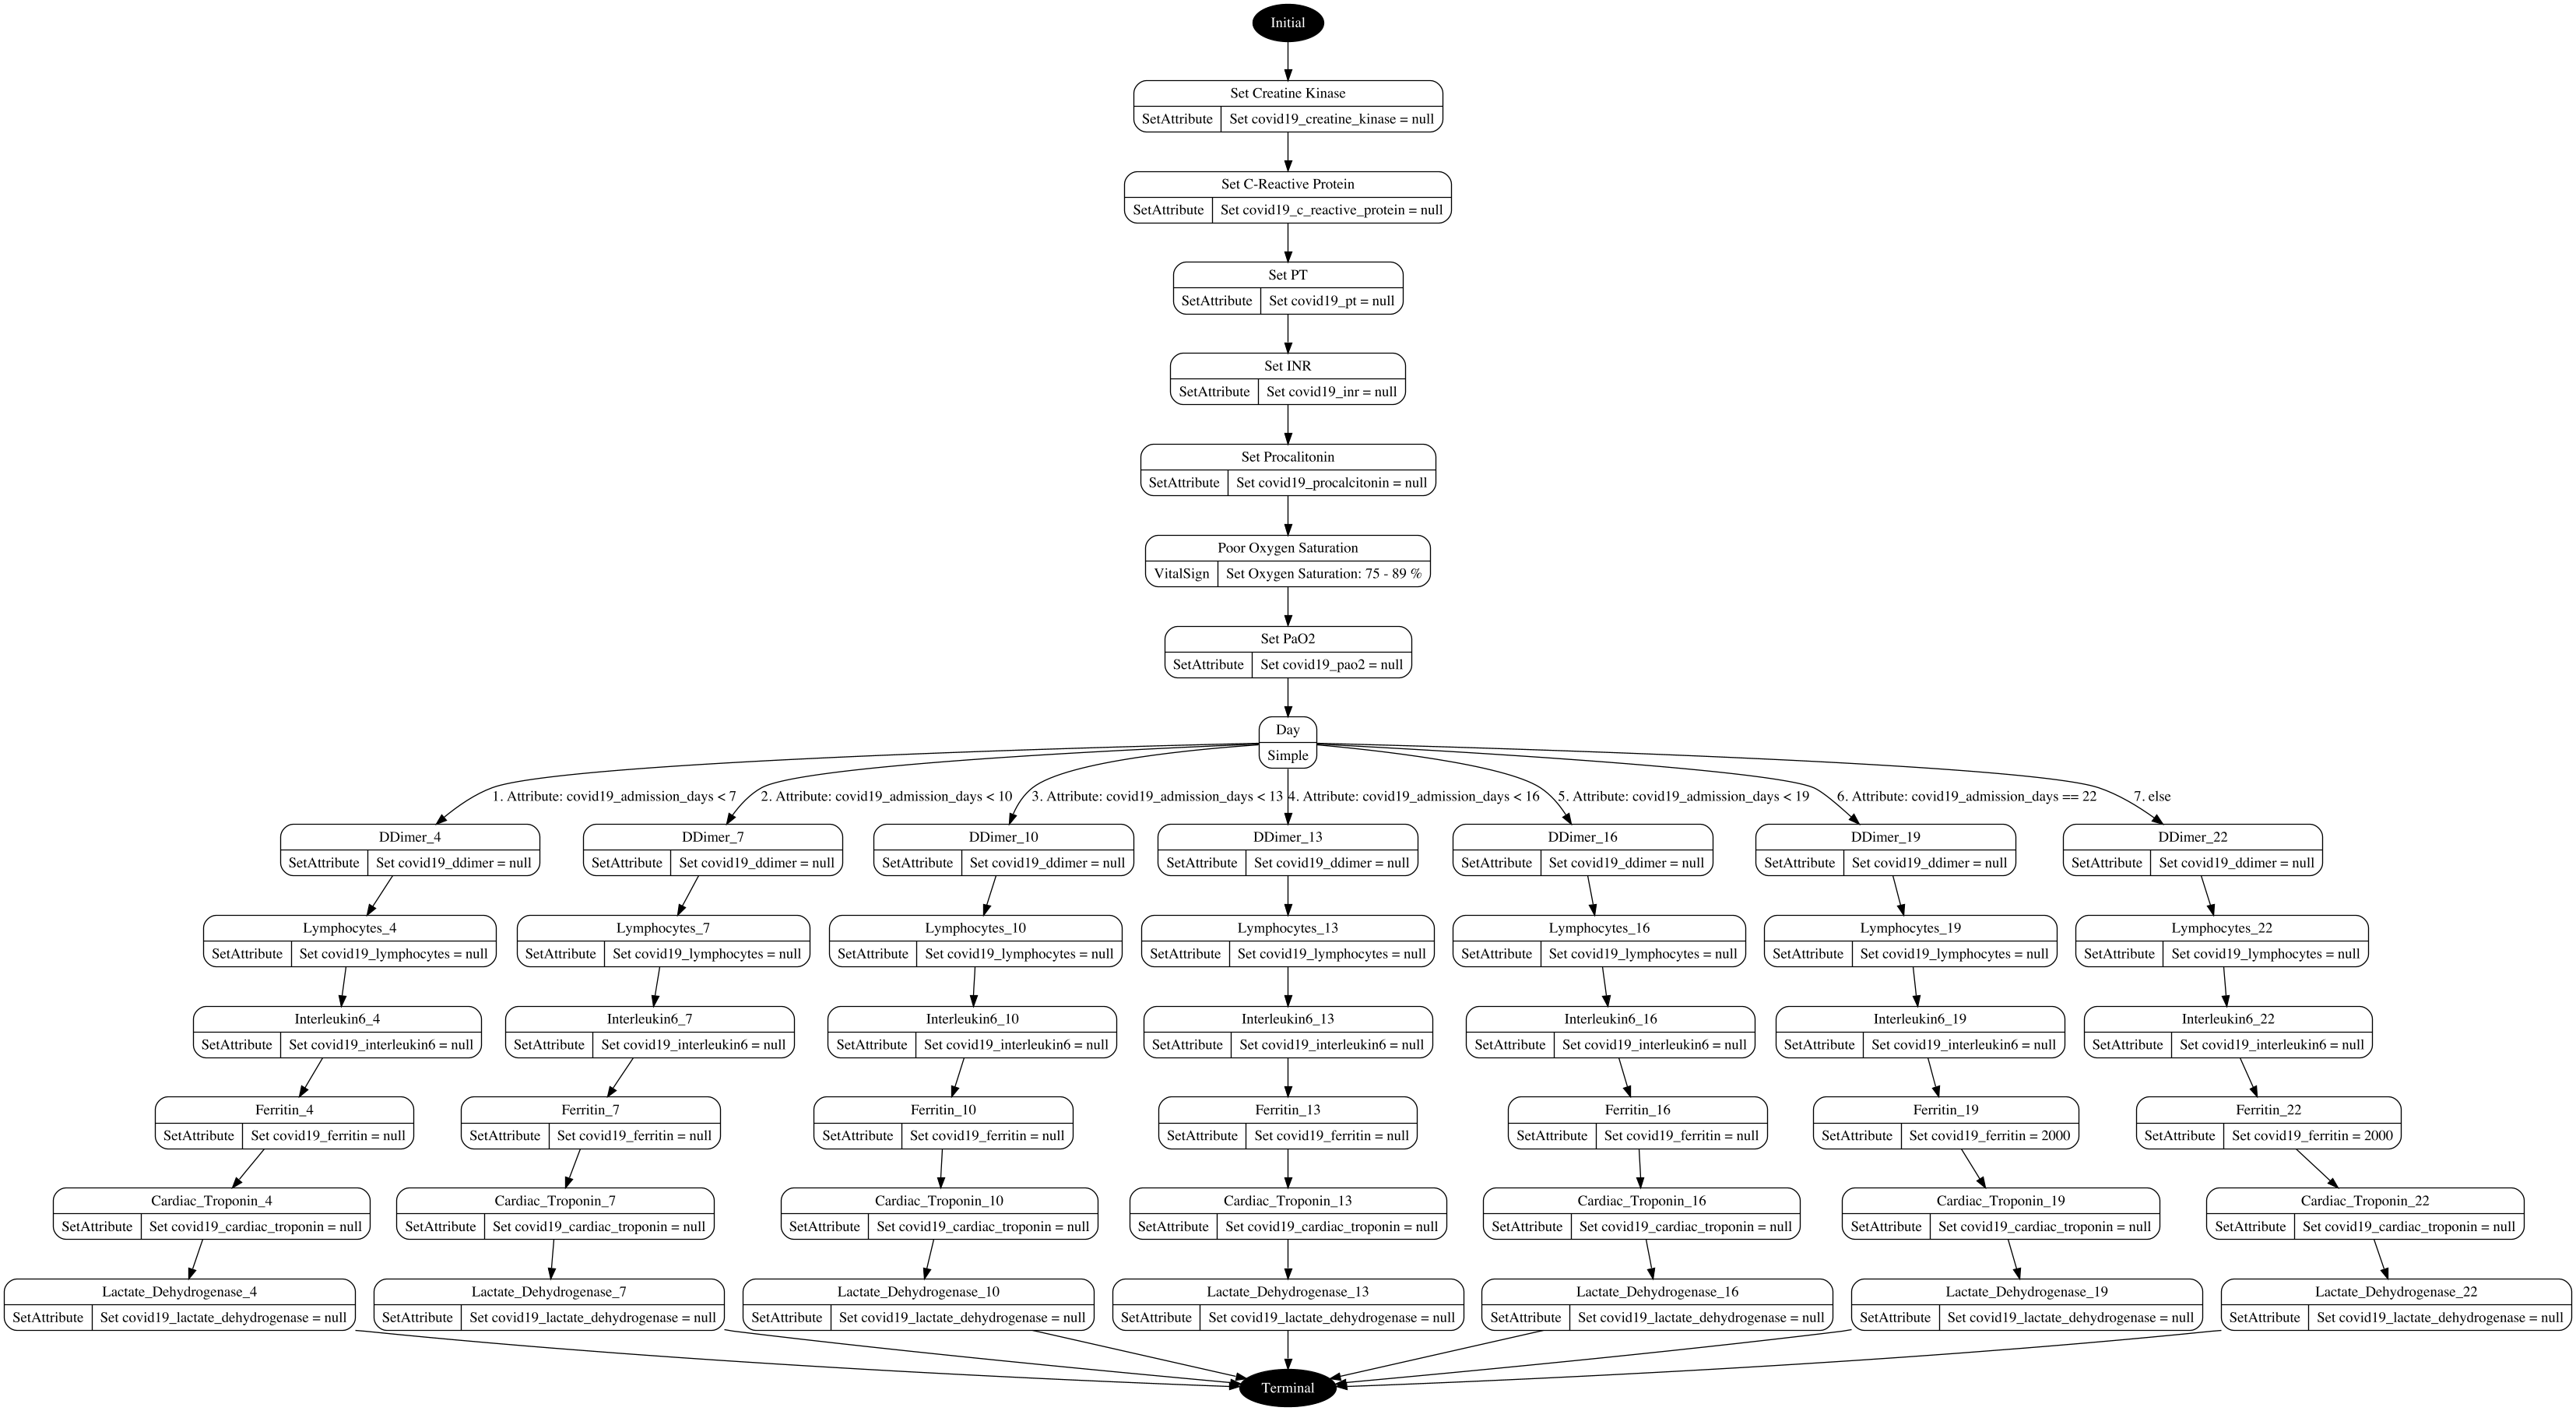 Initial
Set Creatine Kinase
SetAttribute Set covid19_creatine_kinase = null
Set C-Reactive Protein
SetAttribute Set covid19_c_reactive_protein = null
Set PT
SetAttribute Set covid19_pt = null
Set INR
SetAttribute Set covid19_inr = null
Set Procalitonin
SetAttribute Set covid19_procalcitonin = null
Poor Oxygen Saturation
VitalSign Set Oxygen Saturation: 75 - 89 %
Set PaO2
SetAttribute Set covid19_pao2 = null
Day
Simple
1. Attribute: covid19_admission_days < 7 2. Attribute: covid19_admission_days < 10 3. Attribute: covid19_admission_days < 13 4. Attribute: covid19_admission_days < 16 5. Attribute: covid19_admission_days < 19 6. Attribute: covid19_admission_days == 22 7. else
DDimer_4 DDimer_7 DDimer_10 DDimer_13 DDimer_16 DDimer_19 DDimer_22
SetAttribute Set covid19_ddimer = null SetAttribute Set covid19_ddimer = null SetAttribute Set covid19_ddimer = null SetAttribute Set covid19_ddimer = null SetAttribute Set covid19_ddimer = null SetAttribute Set covid19_ddimer = null SetAttribute Set covid19_ddimer = null
Lymphocytes_4 Lymphocytes_7 Lymphocytes_10 Lymphocytes_13 Lymphocytes_16 Lymphocytes_19 Lymphocytes_22
SetAttribute Set covid19_lymphocytes = null SetAttribute Set covid19_lymphocytes = null SetAttribute Set covid19_lymphocytes = null SetAttribute Set covid19_lymphocytes = null SetAttribute Set covid19_lymphocytes = null SetAttribute Set covid19_lymphocytes = null SetAttribute Set covid19_lymphocytes = null
Interleukin6_4 Interleukin6_7 Interleukin6_10 Interleukin6_13 Interleukin6_16 Interleukin6_19 Interleukin6_22
SetAttribute Set covid19_interleukin6 = null SetAttribute Set covid19_interleukin6 = null SetAttribute Set covid19_interleukin6 = null SetAttribute Set covid19_interleukin6 = null SetAttribute Set covid19_interleukin6 = null SetAttribute Set covid19_interleukin6 = null SetAttribute Set covid19_interleukin6 = null
Ferritin_4 Ferritin_7 Ferritin_10 Ferritin_13 Ferritin_16 Ferritin_19 Ferritin_22
SetAttribute Set covid19_ferritin = null SetAttribute Set covid19_ferritin = null SetAttribute Set covid19_ferritin = null SetAttribute Set covid19_ferritin = null SetAttribute Set covid19_ferritin = null SetAttribute Set covid19_ferritin = 2000 SetAttribute Set covid19_ferritin = 2000
Cardiac_Troponin_4 Cardiac_Troponin_7 Cardiac_Troponin_10 Cardiac_Troponin_13 Cardiac_Troponin_16 Cardiac_Troponin_19 Cardiac_Troponin_22
SetAttribute Set covid19_cardiac_troponin = null SetAttribute Set covid19_cardiac_troponin = null SetAttribute Set covid19_cardiac_troponin = null SetAttribute Set covid19_cardiac_troponin = null SetAttribute Set covid19_cardiac_troponin = null SetAttribute Set covid19_cardiac_troponin = null SetAttribute Set covid19_cardiac_troponin = null
Lactate_Dehydrogenase_4 Lactate_Dehydrogenase_7 Lactate_Dehydrogenase_10 Lactate_Dehydrogenase_13 Lactate_Dehydrogenase_16 Lactate_Dehydrogenase_19 Lactate_Dehydrogenase_22
SetAttribute Set covid19_lactate_dehydrogenase = null SetAttribute Set covid19_lactate_dehydrogenase = null SetAttribute Set covid19_lactate_dehydrogenase = null SetAttribute Set covid19_lactate_dehydrogenase = null SetAttribute Set covid19_lactate_dehydrogenase = null SetAttribute Set covid19_lactate_dehydrogenase = null SetAttribute Set covid19_lactate_dehydrogenase = null
Terminal